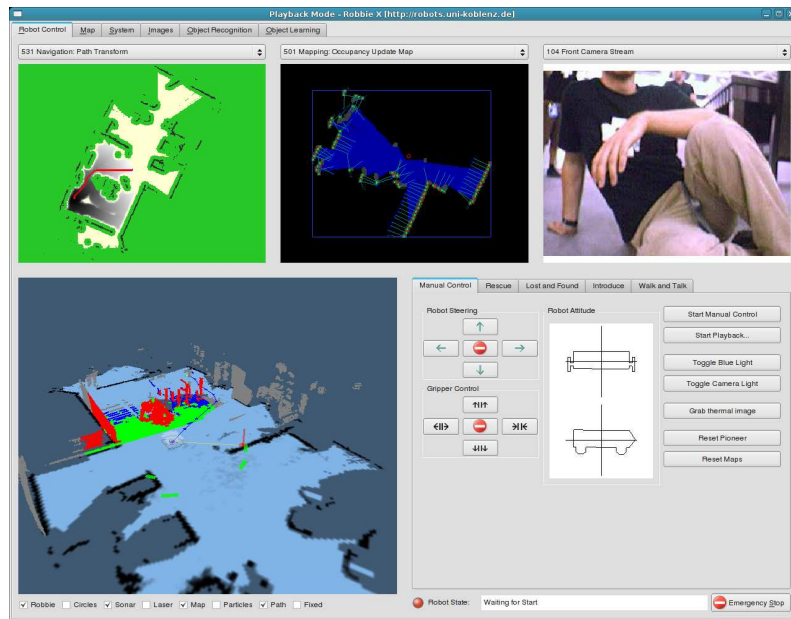 Playback Mode - Robbie X [http://robots.uni-koblenz.de]
Robot Control Map System Images Object Recognition Object Learning
531 Navigation: Path Transform 501 Mapping: Occupancy Update Map 104 Front Camera Stream
Manual Control Rescue Lost and Found Introduce Walk and Talk
Robot Steering Robot Attitude Start Manual Control
Start Playback...
Toggle Blue Light
Toggle Camera Light
Gripper Control
Grab thermal image
Reset Pioneer
Reset Maps
Robbie Circles Sonar Laser Map Particles Path Fixed
Robot State: Waiting for Start Emergency Stop